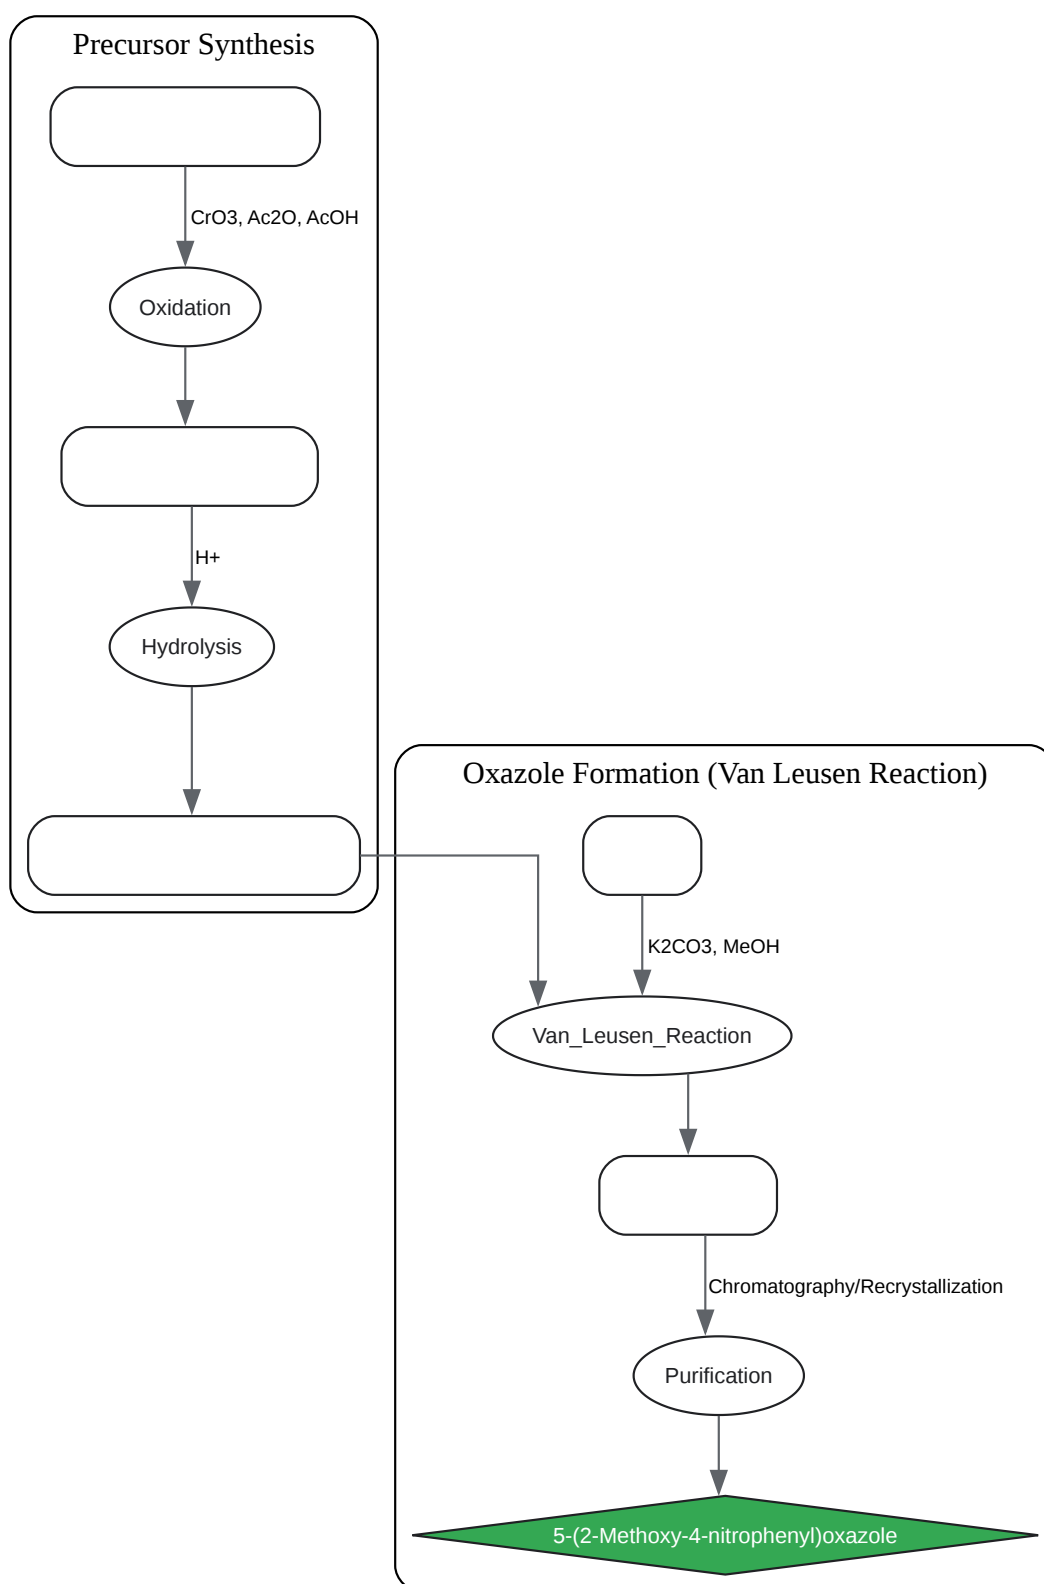 Precursor Synthesis
CrO3, Ac2O, AcOH
Oxidation
H+
Hydrolysis
Oxazole Formation (Van Leusen Reaction)
K2CO3, MeOH
Van_Leusen_Reaction
Chromatography/Recrystallization
Purification
5-(2-Methoxy-4-nitrophenyl)oxazole